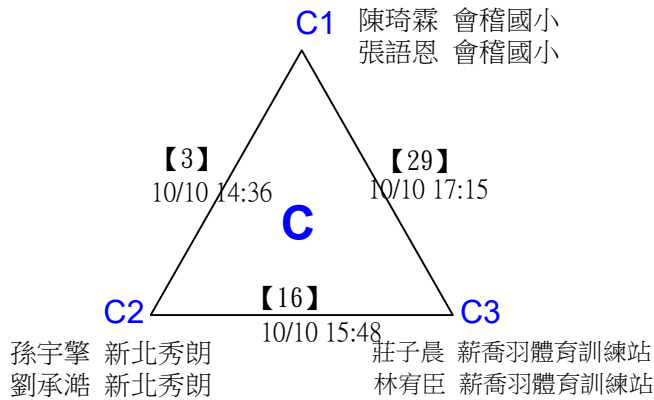 C1 陳琦霖 會稽國小
張語恩 會稽國小
【3】
10/10 14:36
【29】
10/10 17:15
C
C2
【16】
10/10 15:48
C3
孫宇擎 新北秀朗
劉承澔 新北秀朗
莊子晨 薪喬羽體育訓練站
林宥臣 薪喬羽體育訓練站